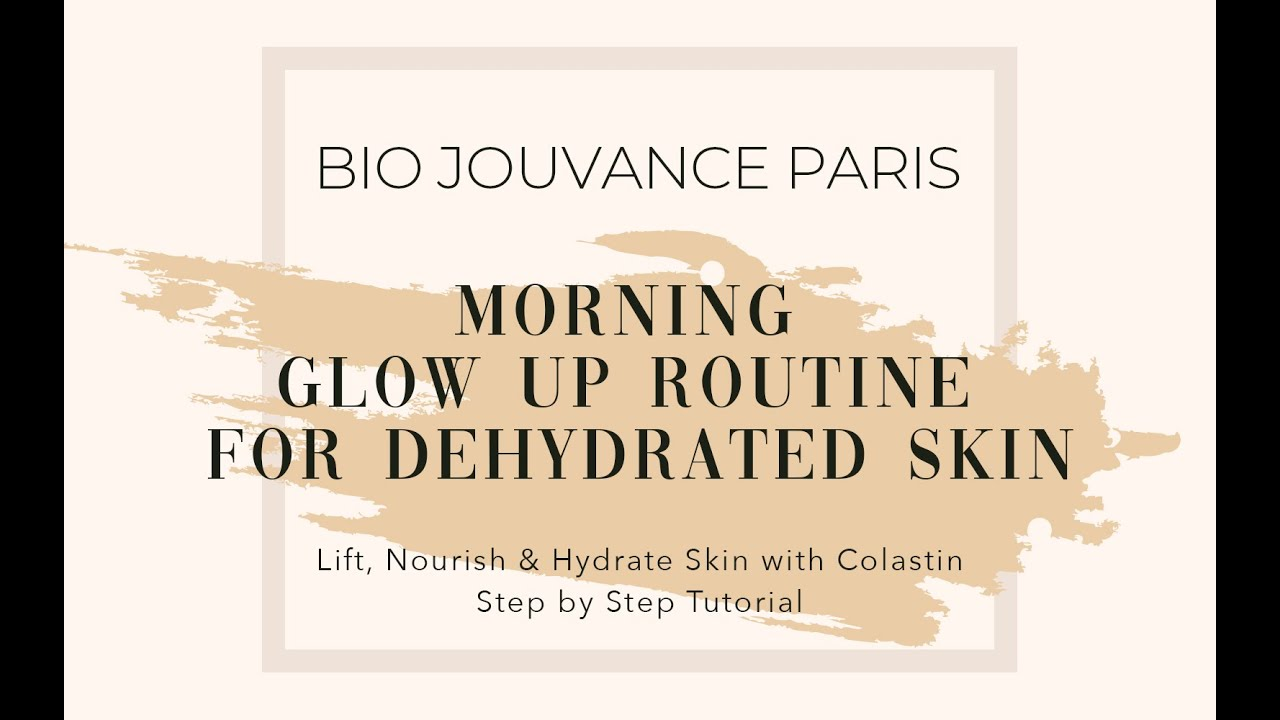 BIO JOUVANCE PARIS
MORNING
GLOW UP ROUTINE
FOR DEHYDRATED SKIN
Lift, Nourish & Hydrate Skin with Colastin
Step by Step Tutorial